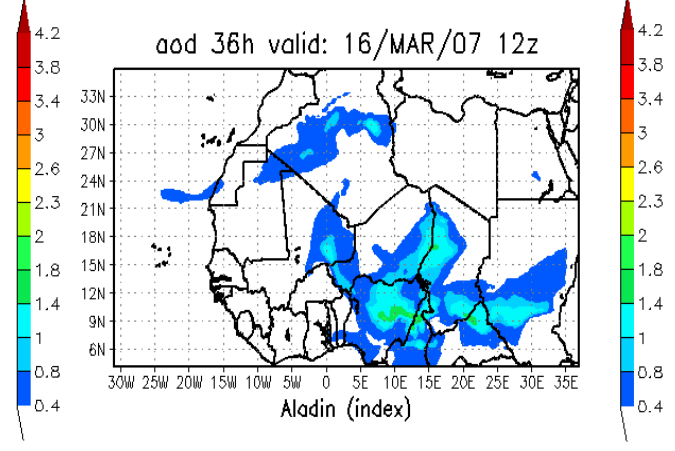 aod 36h valid: 16/MAR/07 12z
4.2
3.8
3.4
3
2.6
2.2
2
1.8
1.4
1
0.8
0.4
33N
30N
27N
24N
21N
18N
15N
12N
9N
6N
30W 25W 20W 15W 10W 5W 0 5E 10E 15E 20E 25E 30E 35E
Aladin (index)
4.2
3.8
3.4
3
2.6
2.3
2
1.8
1.4
1
0.8
0.4